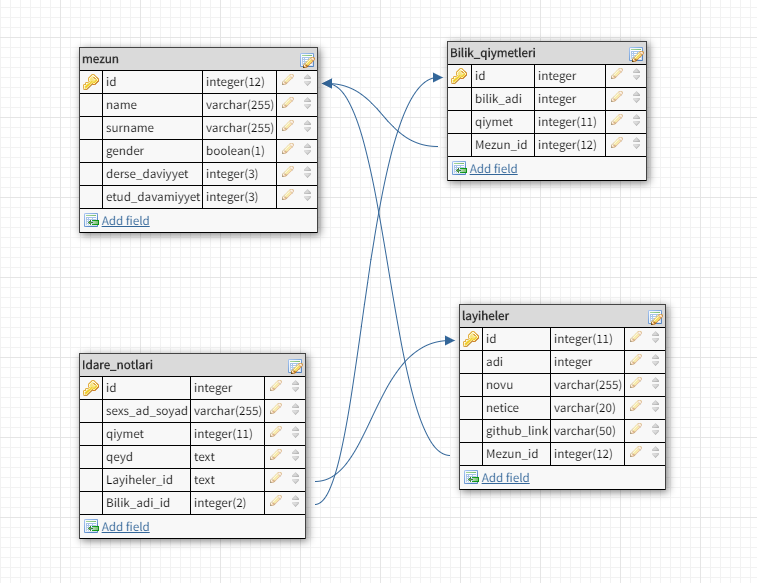 mezun
id integer(12)
name varchar(255)
surname varchar(255)
gender boolean(1)
derse_daviyyet integer(3)
etud_davamiyyet integer(3)
Add field
Bilik_qiymetleri
id integer
bilik_adi integer
qiymet integer(11)
Mezun_id integer(12)
Add field
Idare_notlari
id integer
sexs_ad_soyad varchar(255)
qiymet integer(11)
qeyd text
Layiheler_id text
Bilik_adi_id integer(2)
Add field
layiheler
id integer(11)
adi integer
novu varchar(255)
netice varchar(20)
github_link varchar(50)
Mezun_id integer(12)
Add field